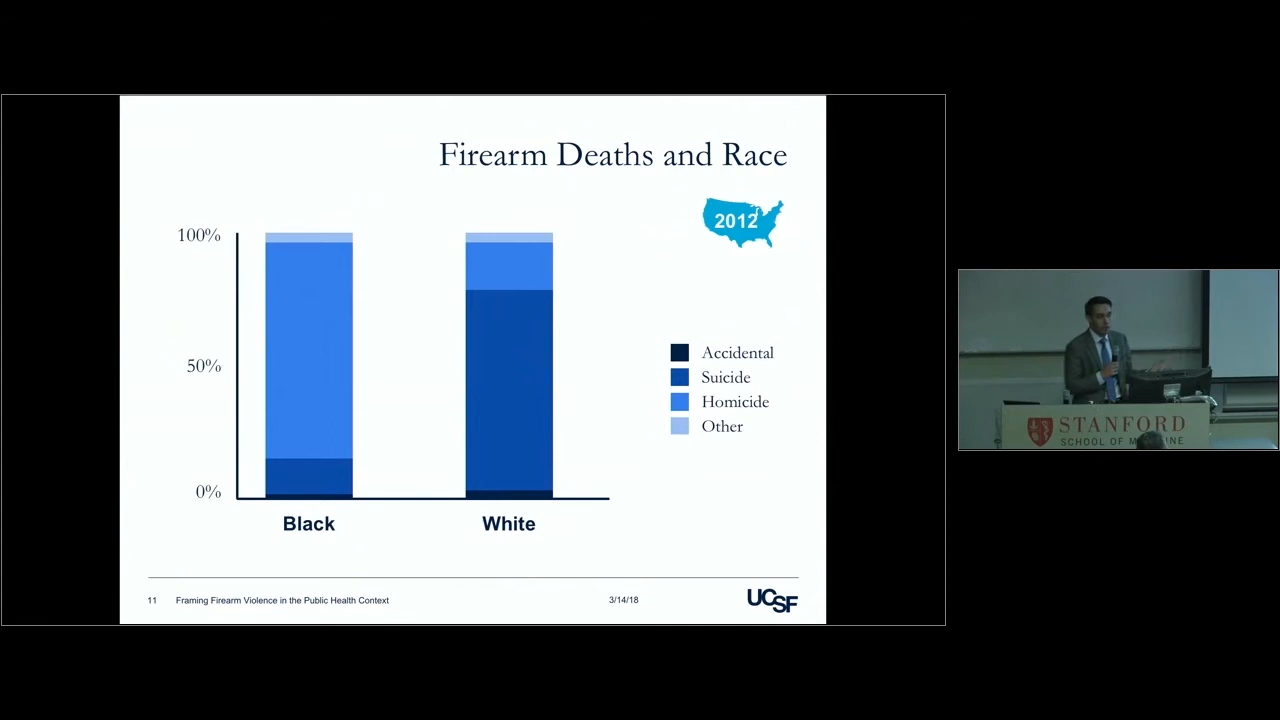 Firearm Deaths and Race
2012
100%
50%
0%
Accidental
Suicide
Homicide
Other
Black
White
11 Framing Firearm Violence in the Public Health Context 3/14/18
UCSF
STANFORD
SCHOOL OF MEDICINE